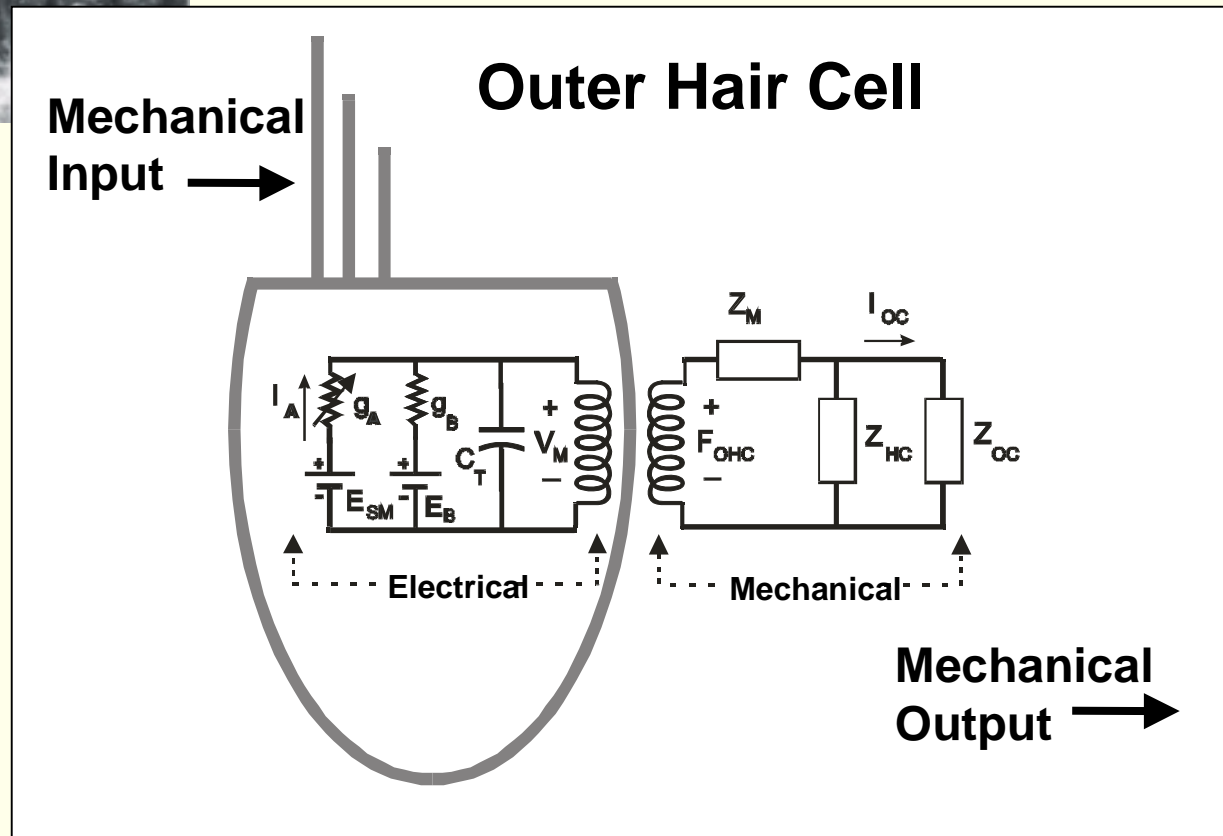 Outer Hair Cell
Mechanical
Input
Z_M
I_OC
I_A
g_A
g_B
C_T
+
V_M
−
+
F_OHC
−
Z_HC
Z_OC
+
-
E_SM
+
-
E_B
Electrical
Mechanical
Mechanical
Output